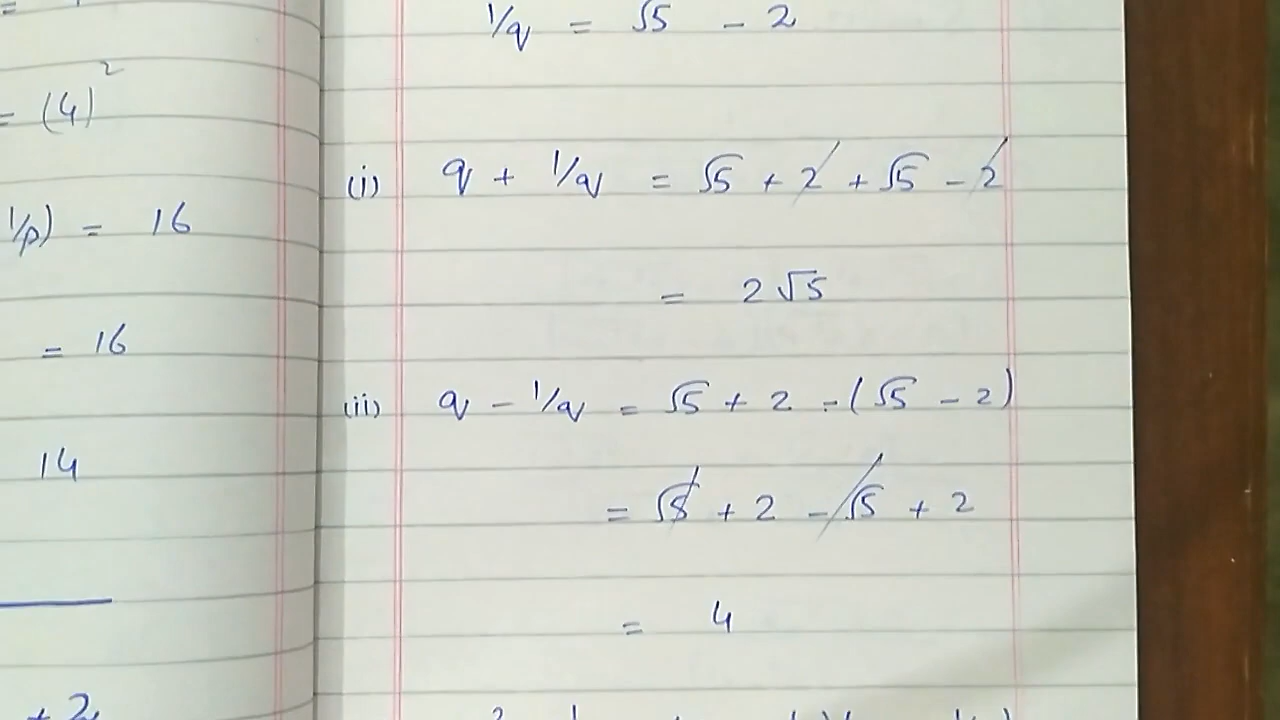 = (4)²
1/p) = 16
= 16
14
+ 2
1/q = √5 - 2
(i) q + 1/q = √5 + 2 + √5 - 2
= 2√5
(ii) q - 1/q = √5 + 2 - (√5 - 2)
= √5 + 2 - √5 + 2
= 4